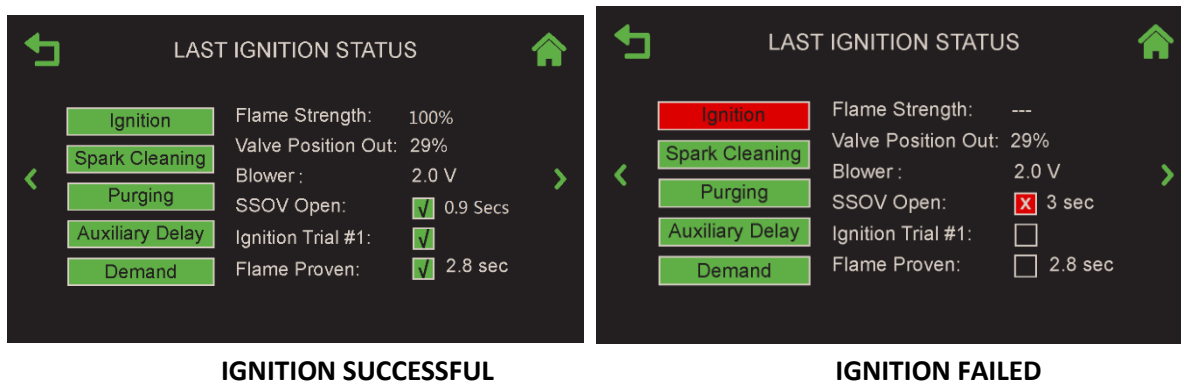 LAST IGNITION STATUS
Ignition
Spark Cleaning
Purging
Auxiliary Delay
Demand
Flame Strength: 100%
Valve Position Out: 29%
Blower : 2.0 V
SSOV Open: √ 0.9 Secs
Ignition Trial #1: √
Flame Proven: √ 2.8 sec
IGNITION SUCCESSFUL
LAST IGNITION STATUS
Ignition
Spark Cleaning
Purging
Auxiliary Delay
Demand
Flame Strength: ---
Valve Position Out: 29%
Blower : 2.0 V
SSOV Open: X 3 sec
Ignition Trial #1:
Flame Proven: 2.8 sec
IGNITION FAILED